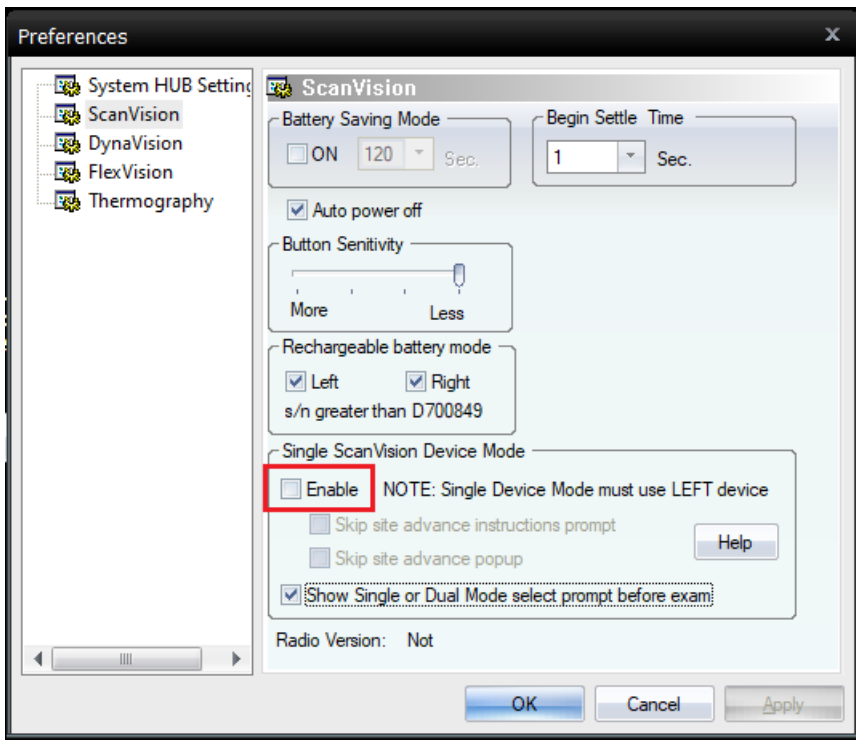 Preferences
x
System HUB Setting
ScanVision
DynaVision
FlexVision
Thermography
ScanVision
Battery Saving Mode
ON 120 Sec.
Begin Settle Time
1 Sec.
Auto power off
Button Senitivity
More Less
Rechargeable battery mode
Left Right
s/n greater than D700849
Single ScanVision Device Mode
Enable NOTE: Single Device Mode must use LEFT device
Skip site advance instructions prompt
Skip site advance popup
Help
Show Single or Dual Mode select prompt before exam
Radio Version: Not
OK Cancel Apply